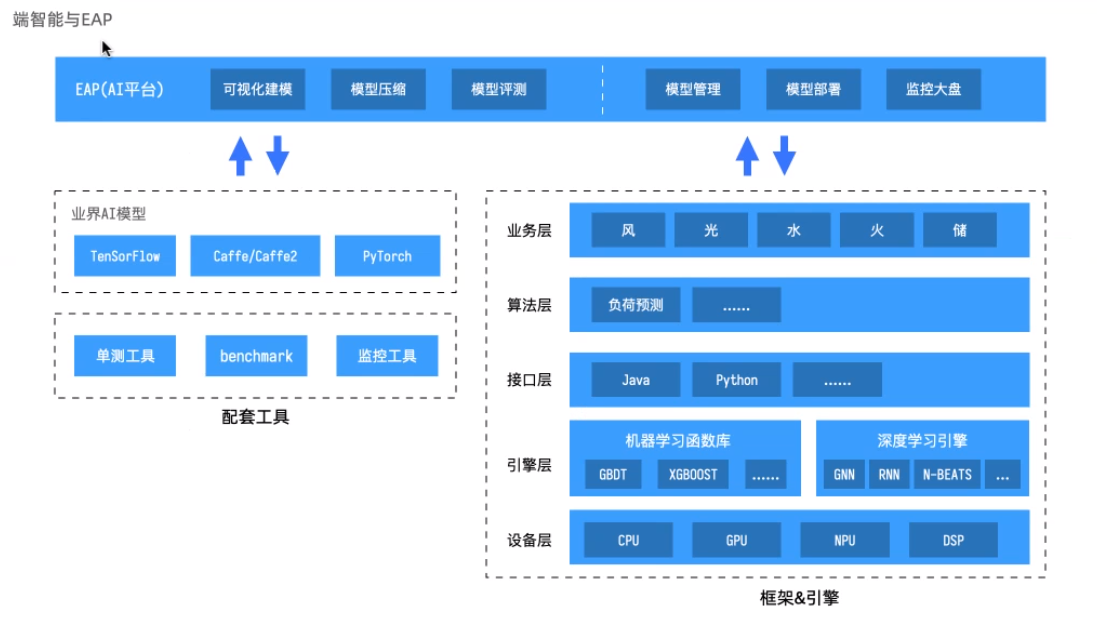 端智能与EAP
EAP(AI平台) 可视化建模 模型压缩 模型评测 模型管理 模型部署 监控大盘
业界AI模型
TenSorFlow Caffe/Caffe2 PyTorch
单测工具 benchmark 监控工具
配套工具
业务层 风 光 水 火 储
算法层 负荷预测 ......
接口层 Java Python ......
引擎层
机器学习函数库
GBDT XGBOOST ......
深度学习引擎
GNN RNN N-BEATS ...
设备层 CPU GPU NPU DSP
框架&引擎